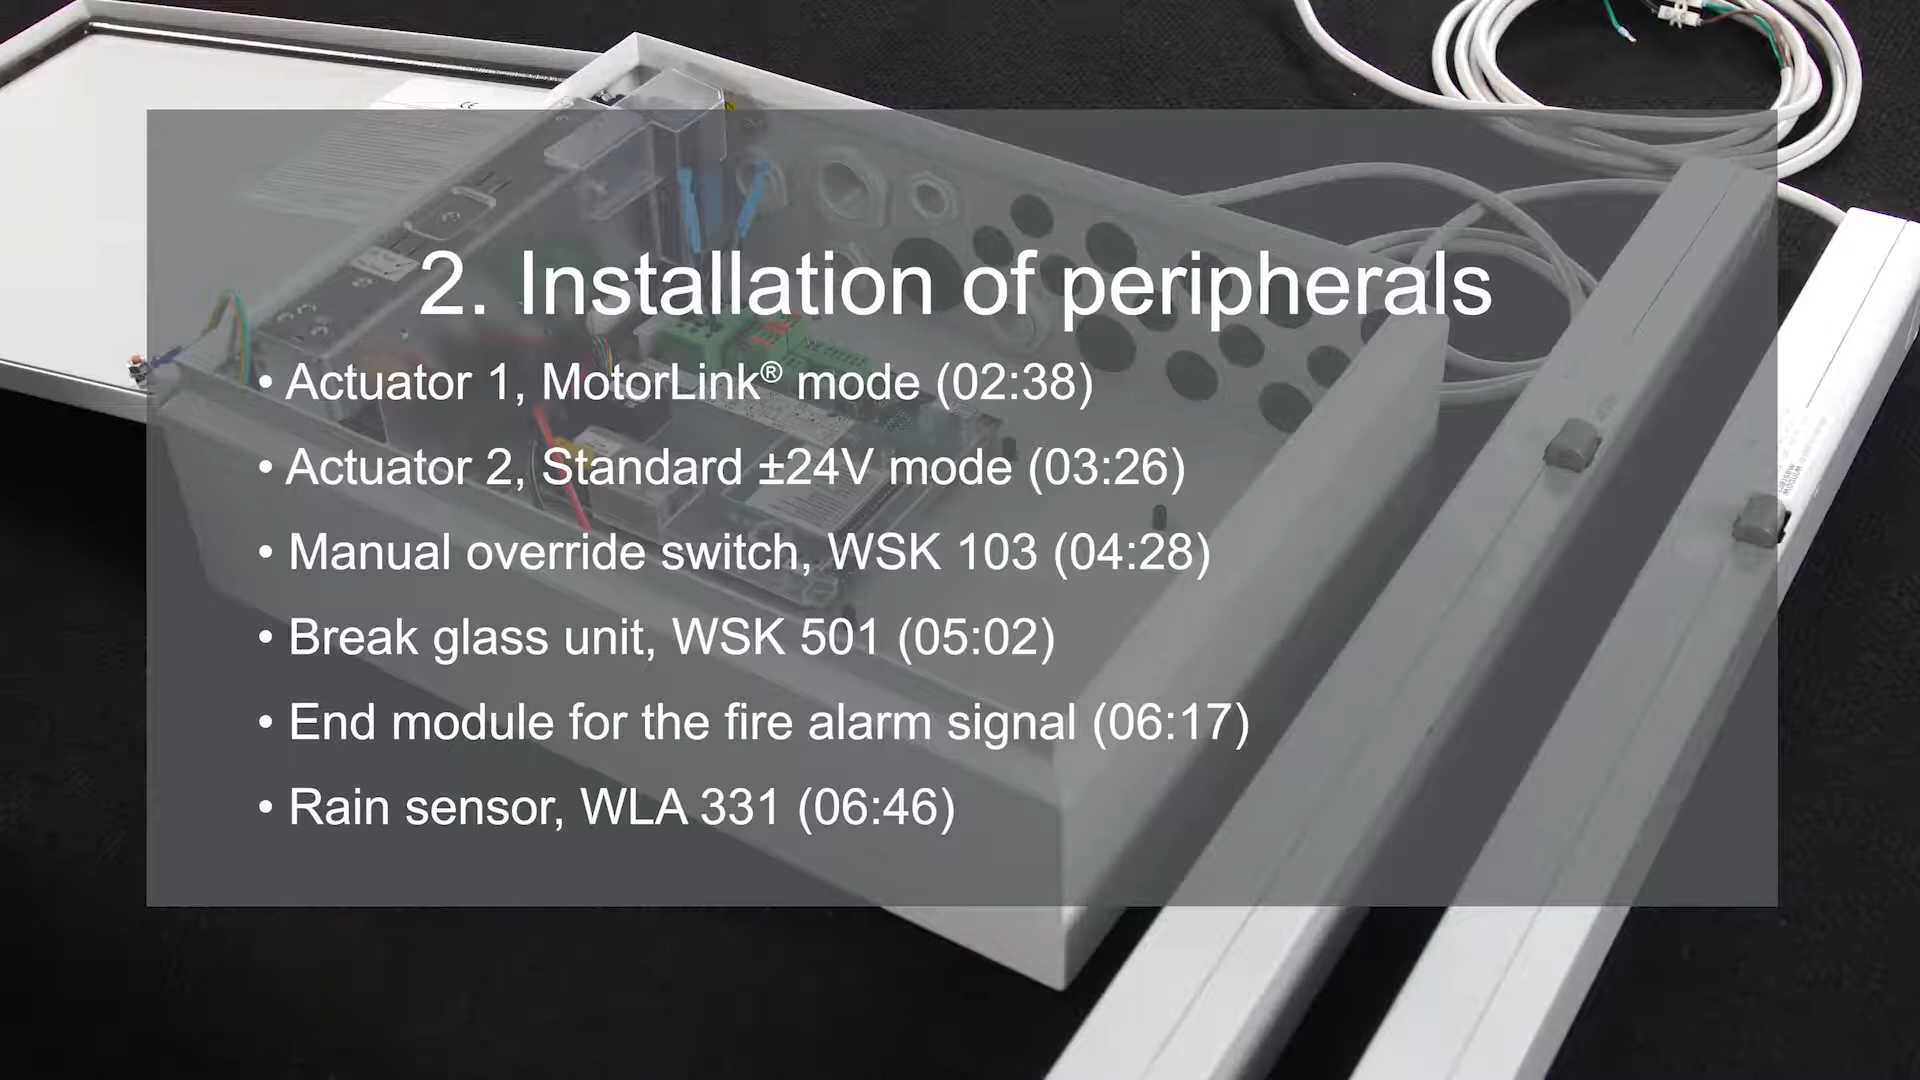 2. Installation of peripherals
• Actuator 1, MotorLink® mode (02:38)
• Actuator 2, Standard ±24V mode (03:26)
• Manual override switch, WSK 103 (04:28)
• Break glass unit, WSK 501 (05:02)
• End module for the fire alarm signal (06:17)
• Rain sensor, WLA 331 (06:46)